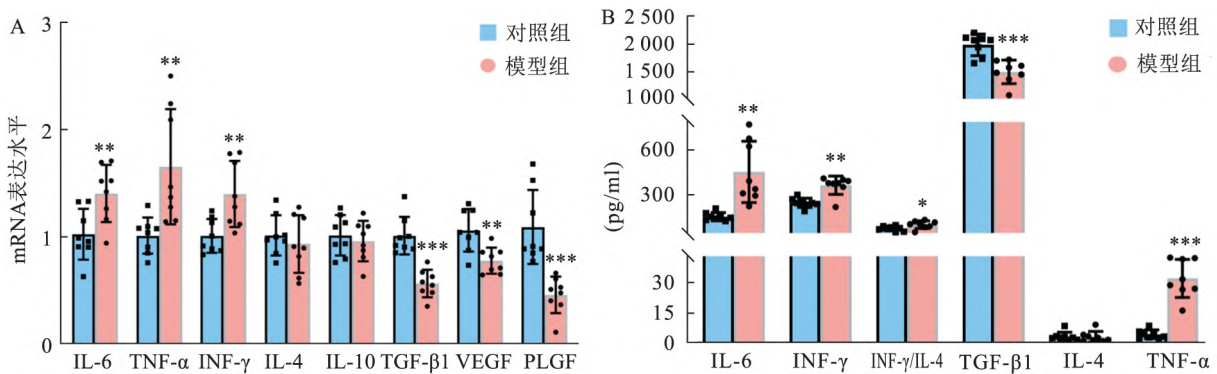 A
mRNA表达水平
3
2
1
0
对照组
模型组
**
**
**
***
**
***
IL-6 TNF-α INF-γ IL-4 IL-10 TGF-β1 VEGF PLGF
B
(pg/ml)
2 500
2 000
1 500
1 000
600
300
30
15
0
对照组
模型组
**
**
*
***
***
IL-6 INF-γ INF-γ/IL-4 TGF-β1 IL-4 TNF-α